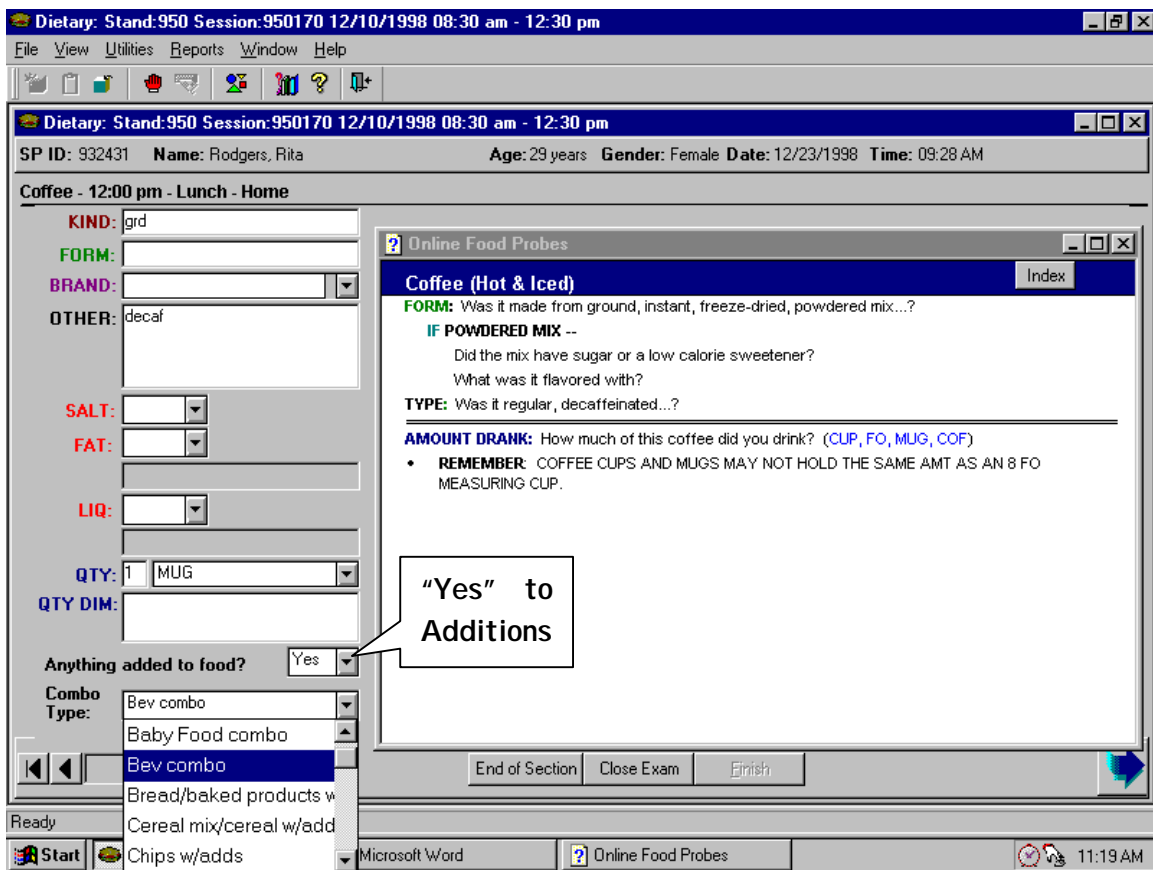 Dietary: Stand:950 Session:950170 12/10/1998 08:30 am - 12:30 pm
File View Utilities Reports Window Help
Dietary: Stand:950 Session:950170 12/10/1998 08:30 am - 12:30 pm
SP ID: 932431 Name: Rodgers, Rita Age: 29 years Gender: Female Date: 12/23/1998 Time: 09:28 AM
Coffee - 12:00 pm - Lunch - Home
KIND: grd
FORM:
BRAND:
OTHER: decaf
SALT:
FAT:
LIQ:
QTY: 1 MUG
QTY DIM:
Anything added to food? Yes
Combo Type: Bev combo
Baby Food combo
Bev combo
Bread/baked products w
Cereal mix/cereal w/add
Chips w/adds
Online Food Probes
Coffee (Hot & Iced) Index
FORM: Was it made from ground, instant, freeze-dried, powdered mix...?
IF POWDERED MIX --
Did the mix have sugar or a low calorie sweetener?
What was it flavored with?
TYPE: Was it regular, decaffeinated...?
AMOUNT DRANK: How much of this coffee did you drink? (CUP, FO, MUG, COF)
• REMEMBER: COFFEE CUPS AND MUGS MAY NOT HOLD THE SAME AMT AS AN 8 FO
MEASURING CUP.
"Yes" to
Additions
End of Section Close Exam Finish
Ready
Start Microsoft Word Online Food Probes 11:19 AM